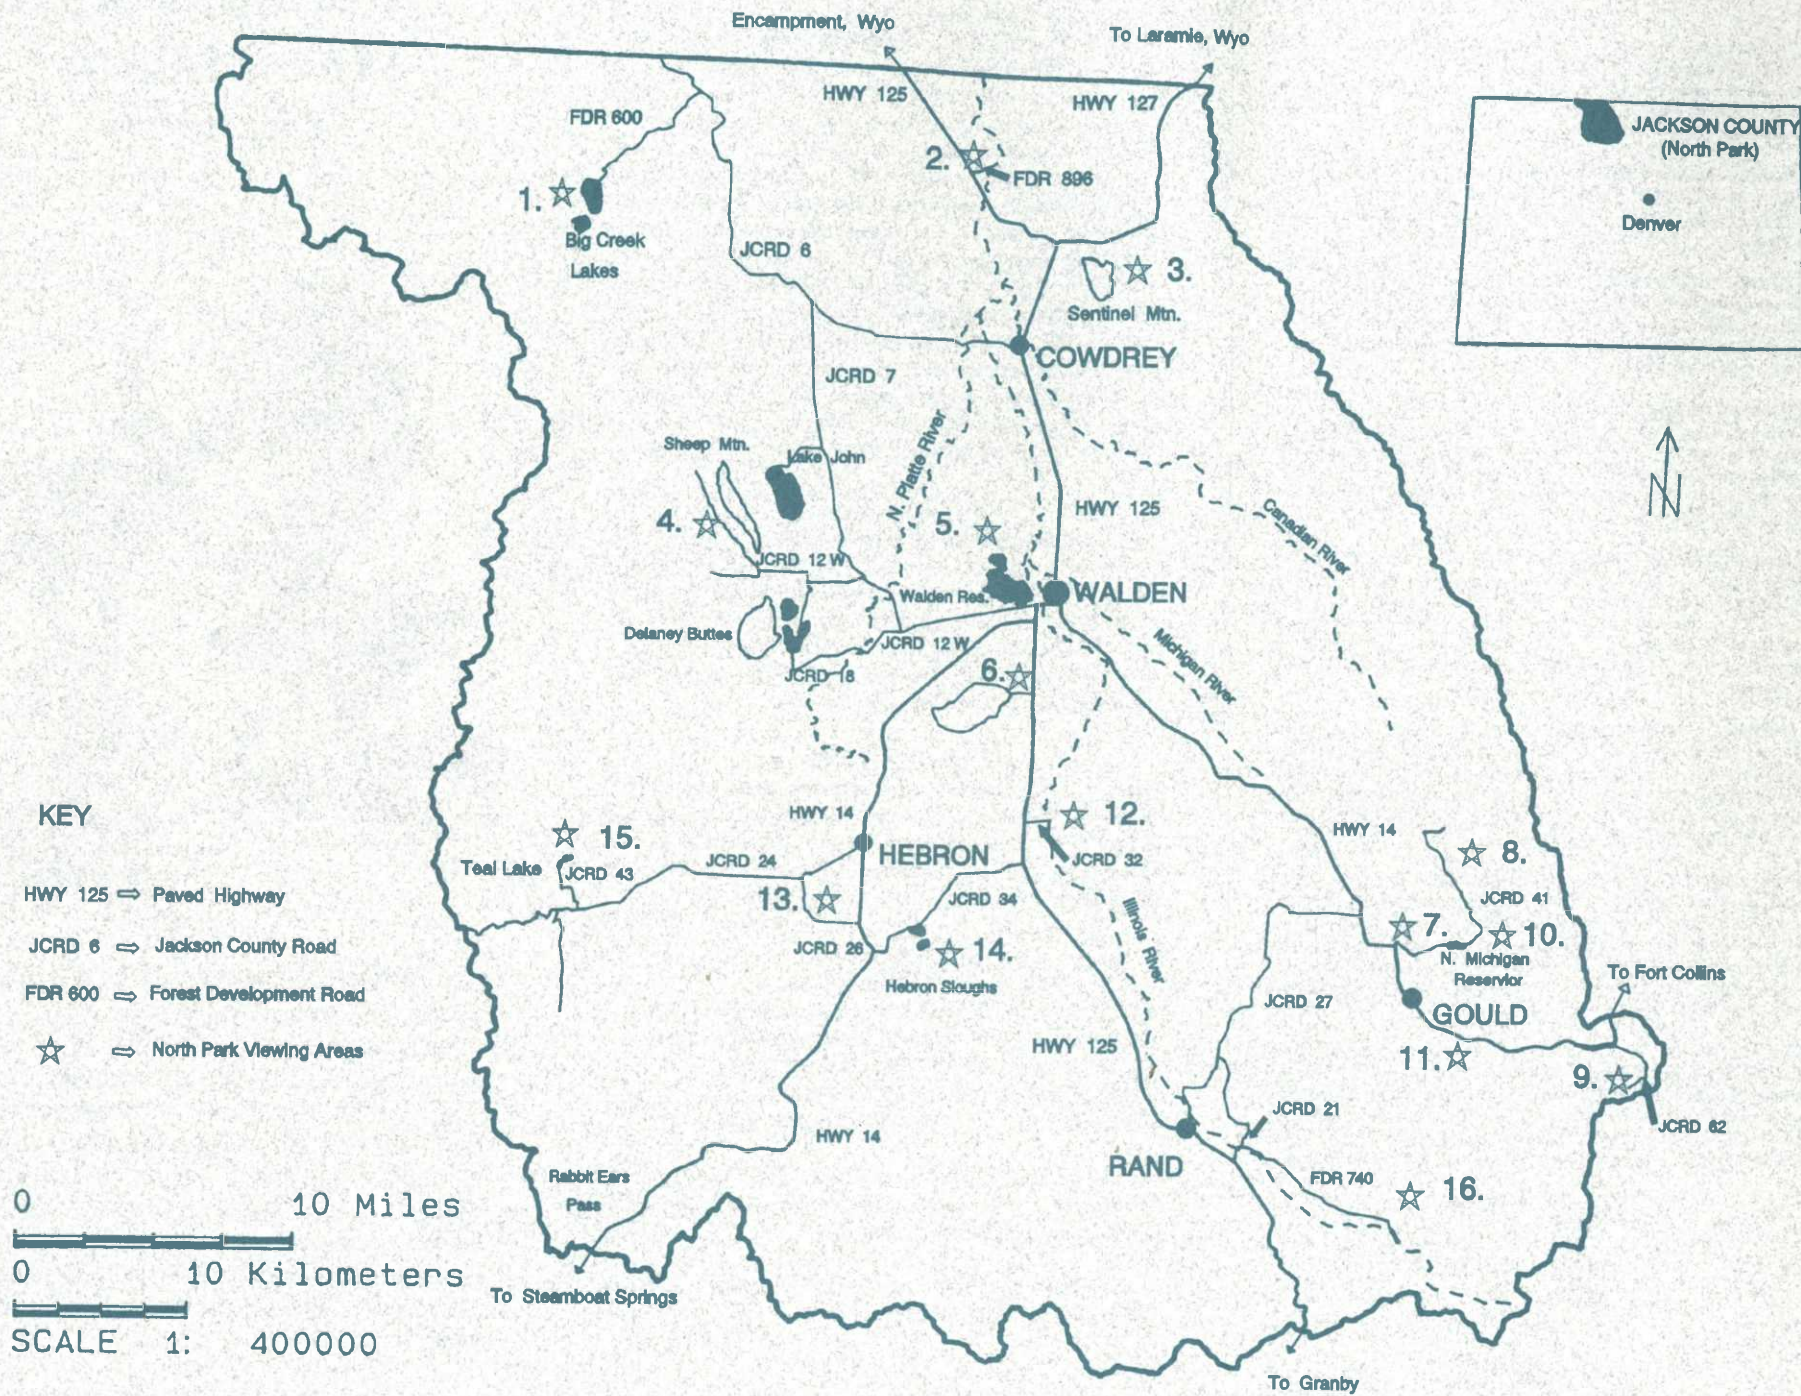 Encampment, Wyo
To Laramie, Wyo
HWY 125
HWY 127
FDR 600
JACKSON COUNTY
(North Park)
Denver
2.
FDR 896
1.
Big Creek
Lakes
JCRD 6
3.
Sentinel Mtn.
COWDREY
JCRD 7
N. Platte River
Sheep Mtn.
Lake John
N
4.
5.
HWY 125
Canadian River
JCRD 12 W
Walden Res.
WALDEN
Delaney Buttes
JCRD 12 W
Michigan River
JCRD 18
6.
KEY
HWY 14
12.
HWY 14
15.
HEBRON
8.
Teal Lake
JCRD 43
JCRD 24
JCRD 32
JCRD 41
HWY 125 ⇨ Paved Highway
13.
JCRD 34
Illinois River
7.
10.
JCRD 6 ⇨ Jackson County Road
JCRD 26
14.
N. Michigan
Reservior
To Fort Collins
FDR 600 ⇨ Forest Development Road
Hebron Sloughs
JCRD 27
GOULD
☆ ⇨ North Park Viewing Areas
HWY 125
11.
9.
JCRD 21
JCRD 62
HWY 14
RAND
Rabbit Ears
Pass
FDR 740
16.
0 10 Miles
0 10 Kilometers
To Steamboat Springs
SCALE 1: 400000
To Granby